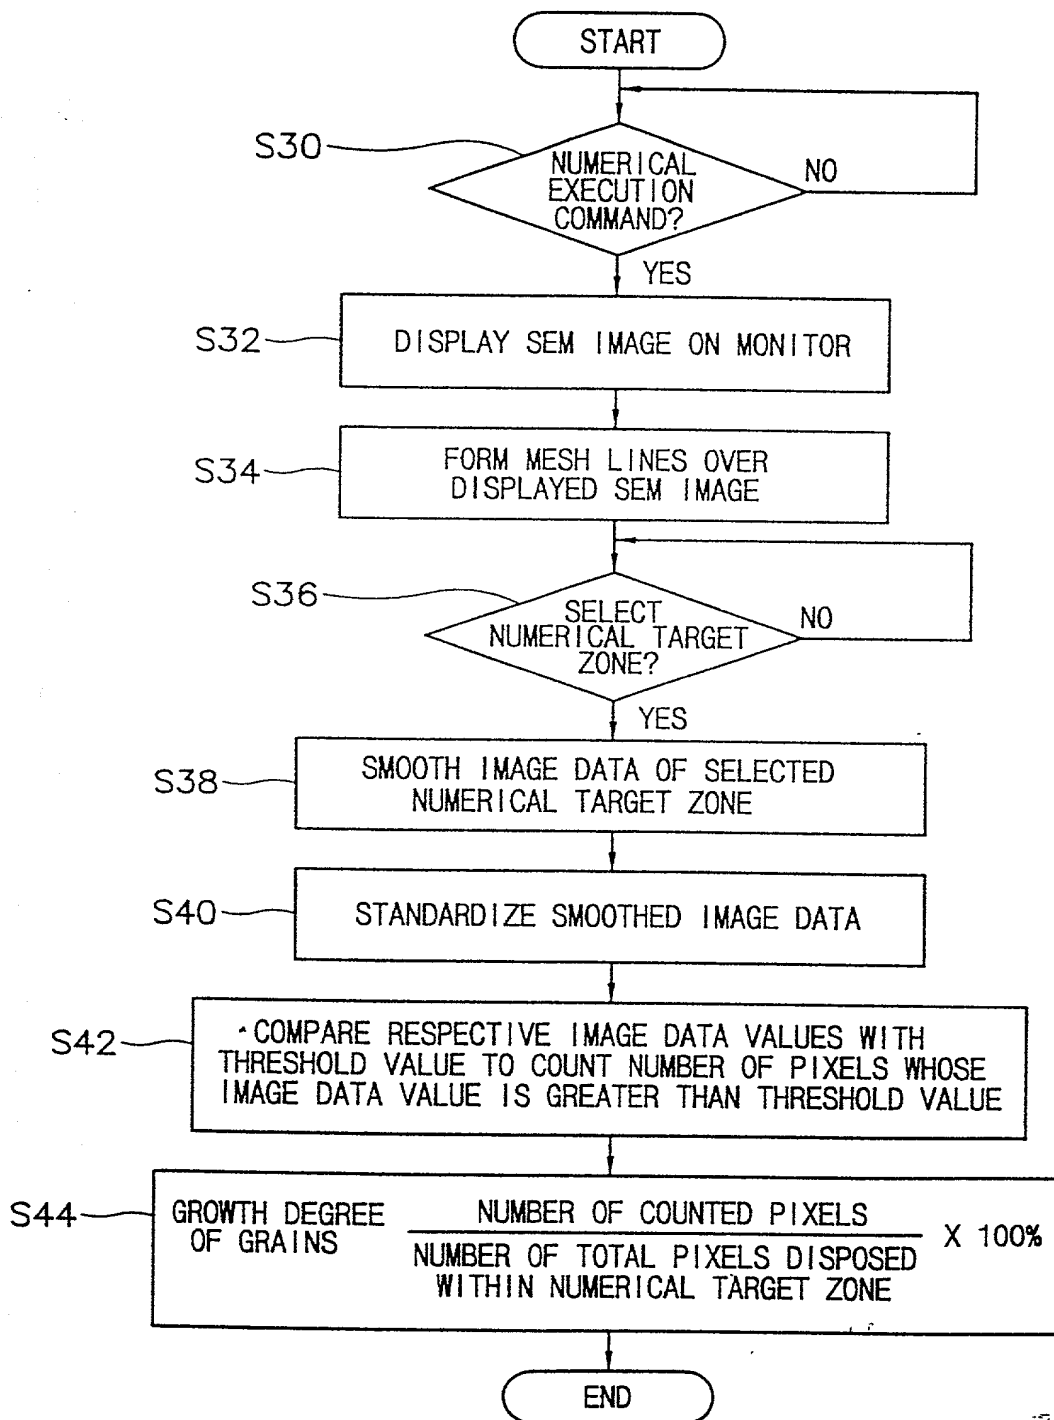 START
S30
NUMERICAL
EXECUTION
COMMAND?
NO
YES
S32
DISPLAY SEM IMAGE ON MONITOR
S34
FORM MESH LINES OVER
DISPLAYED SEM IMAGE
S36
SELECT
NUMERICAL TARGET
ZONE?
NO
YES
S38
SMOOTH IMAGE DATA OF SELECTED
NUMERICAL TARGET ZONE
S40
STANDARDIZE SMOOTHED IMAGE DATA
S42
COMPARE RESPECTIVE IMAGE DATA VALUES WITH
THRESHOLD VALUE TO COUNT NUMBER OF PIXELS WHOSE
IMAGE DATA VALUE IS GREATER THAN THRESHOLD VALUE
S44
GROWTH DEGREE
OF GRAINS
NUMBER OF COUNTED PIXELS
NUMBER OF TOTAL PIXELS DISPOSED
WITHIN NUMERICAL TARGET ZONE
X 100%
END